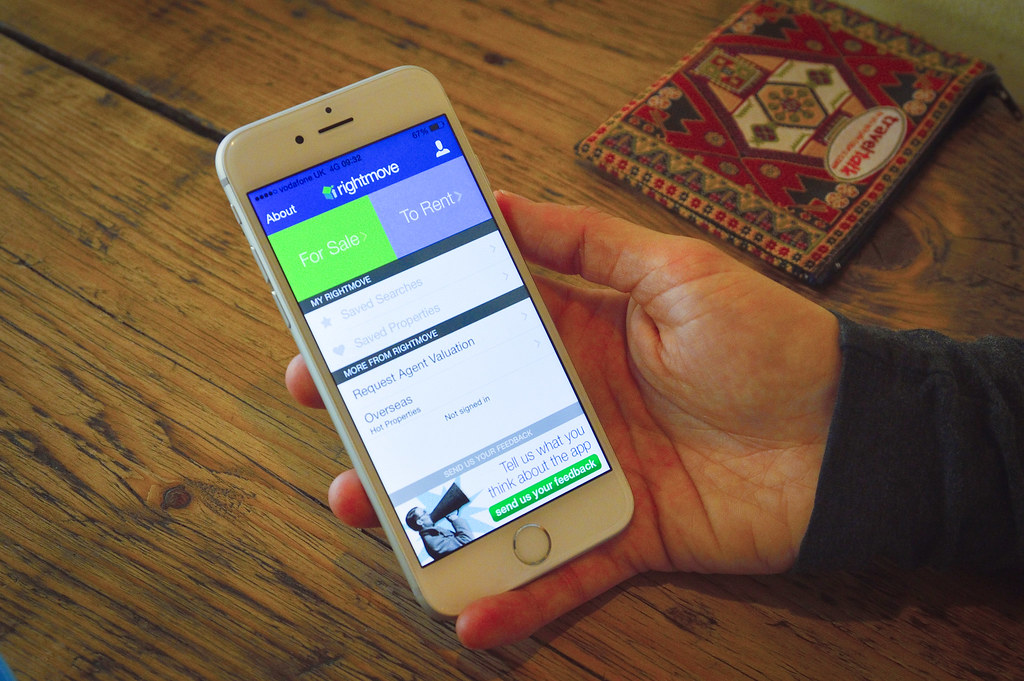 vodafone UK 4G 09:32 67%
rightmove
About
For Sale
To Rent
MY RIGHTMOVE
Saved Searches
Saved Properties
MORE FROM RIGHTMOVE
Request Agent Valuation
Overseas
Hot Properties
Not signed in
SEND US YOUR FEEDBACK
Tell us what you
think about the app
send us your feedback
traveltalk